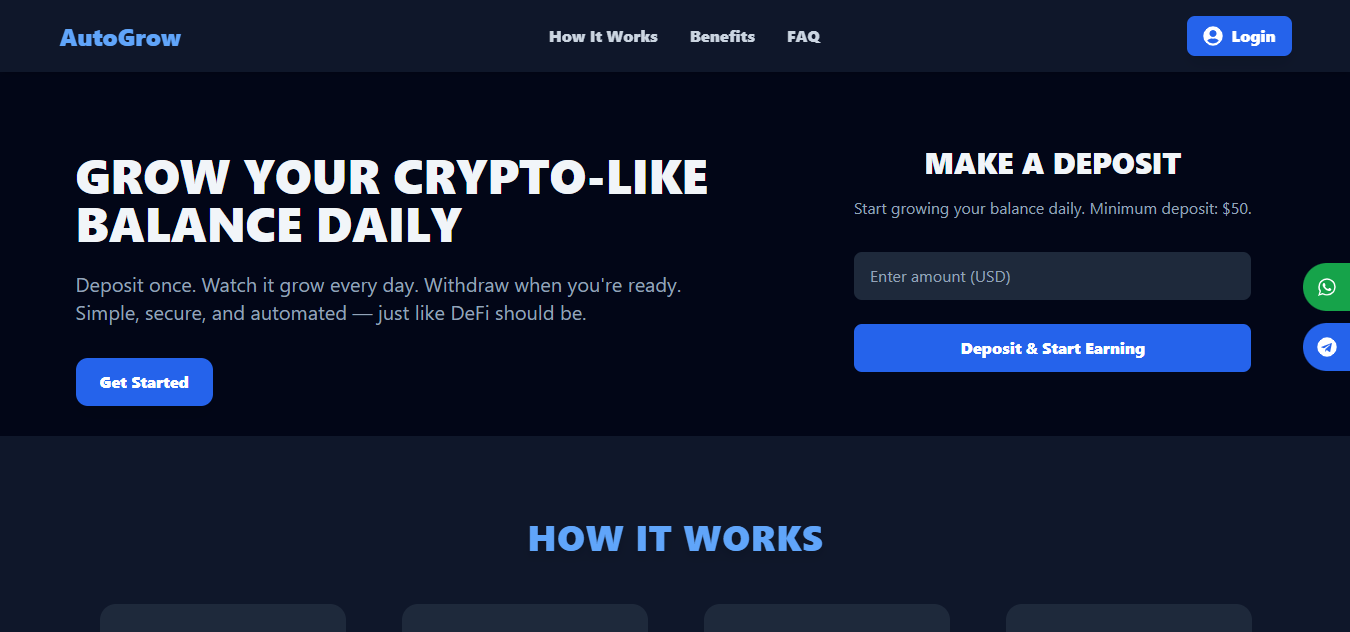 AutoGrow
How It Works
Benefits
FAQ
Login
GROW YOUR CRYPTO-LIKE
BALANCE DAILY
Deposit once. Watch it grow every day. Withdraw when you're ready.
Simple, secure, and automated — just like DeFi should be.
Get Started
MAKE A DEPOSIT
Start growing your balance daily. Minimum deposit: $50.
Enter amount (USD)
Deposit & Start Earning
HOW IT WORKS